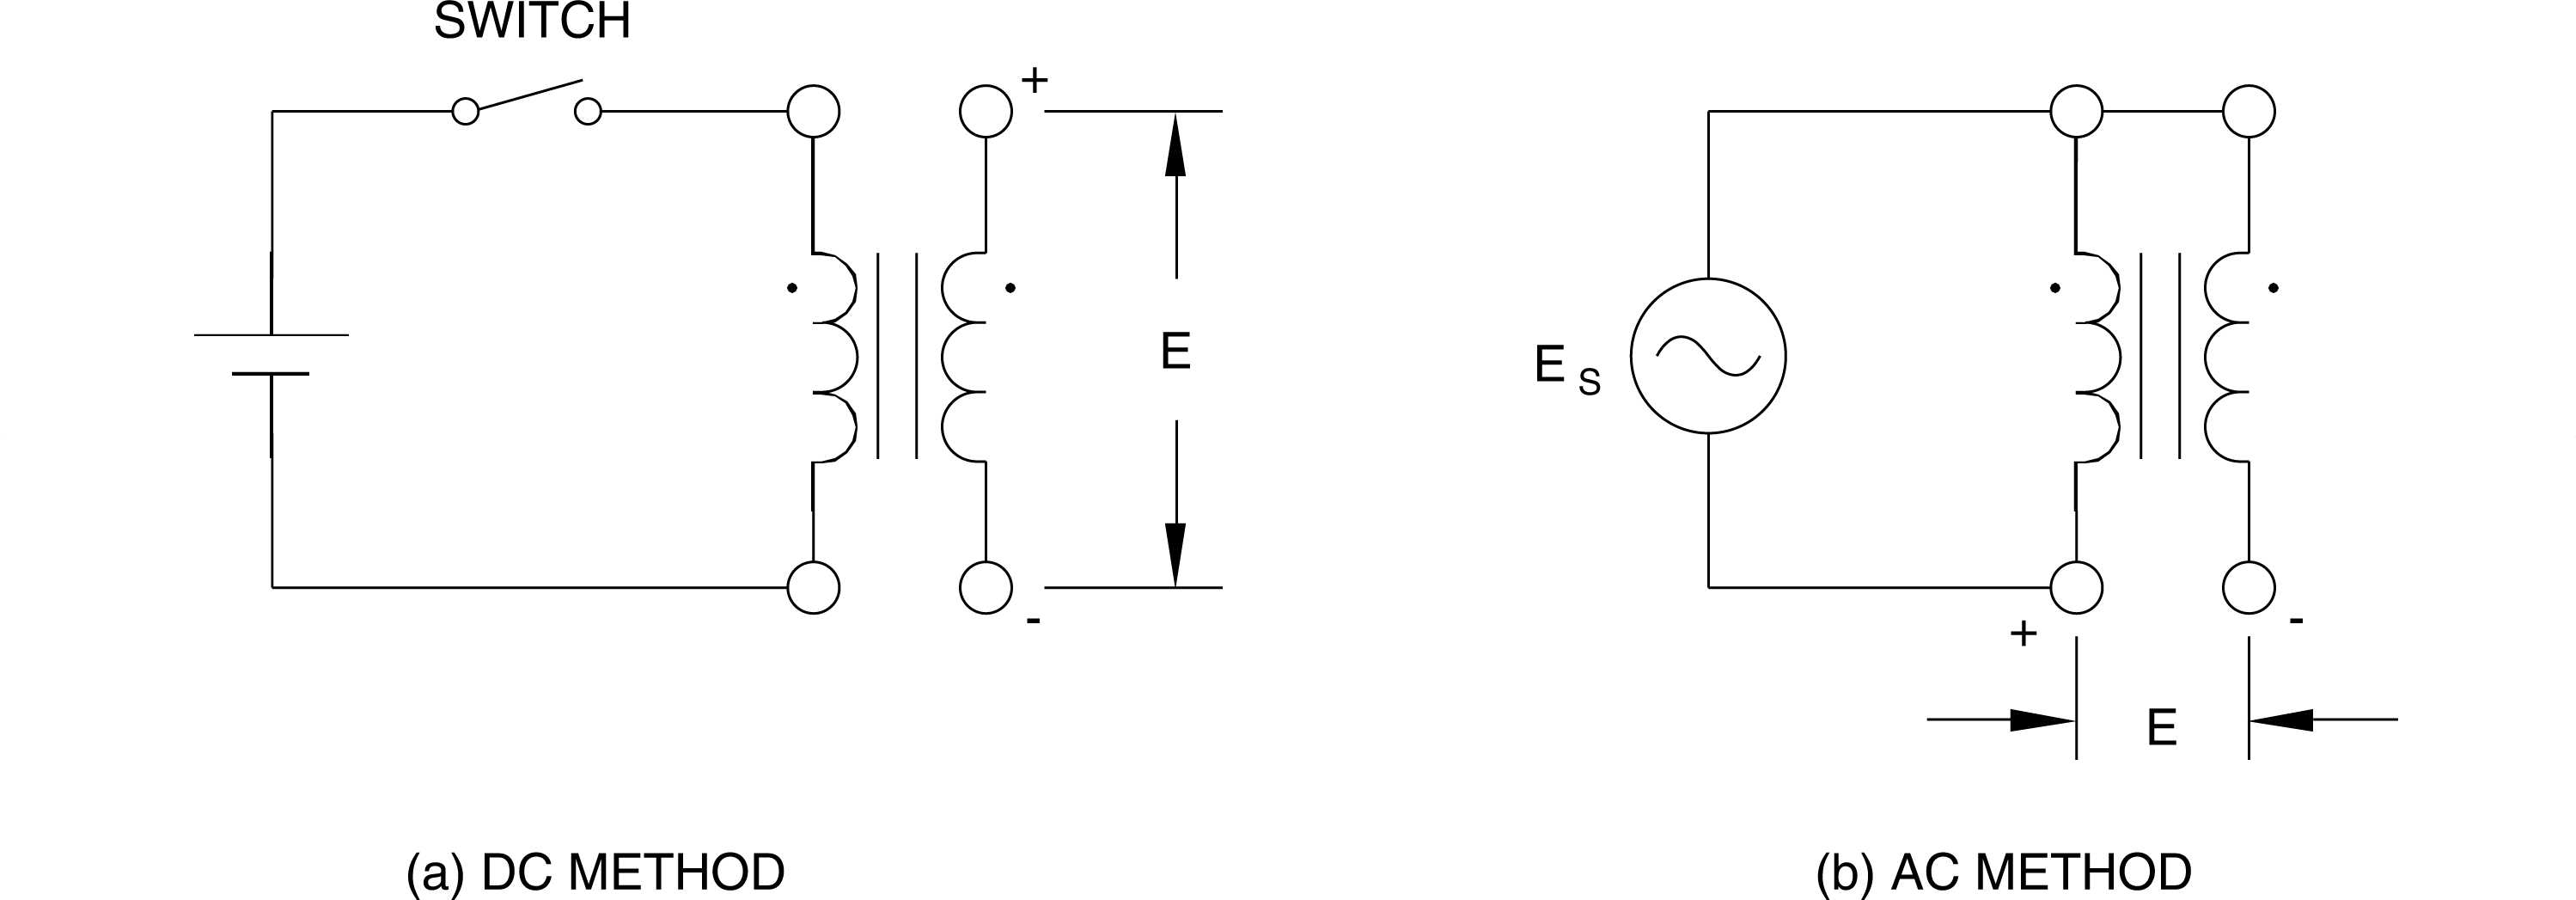 SWITCH
+
E
-
(a) DC METHOD
E S
+
-
E
(b) AC METHOD